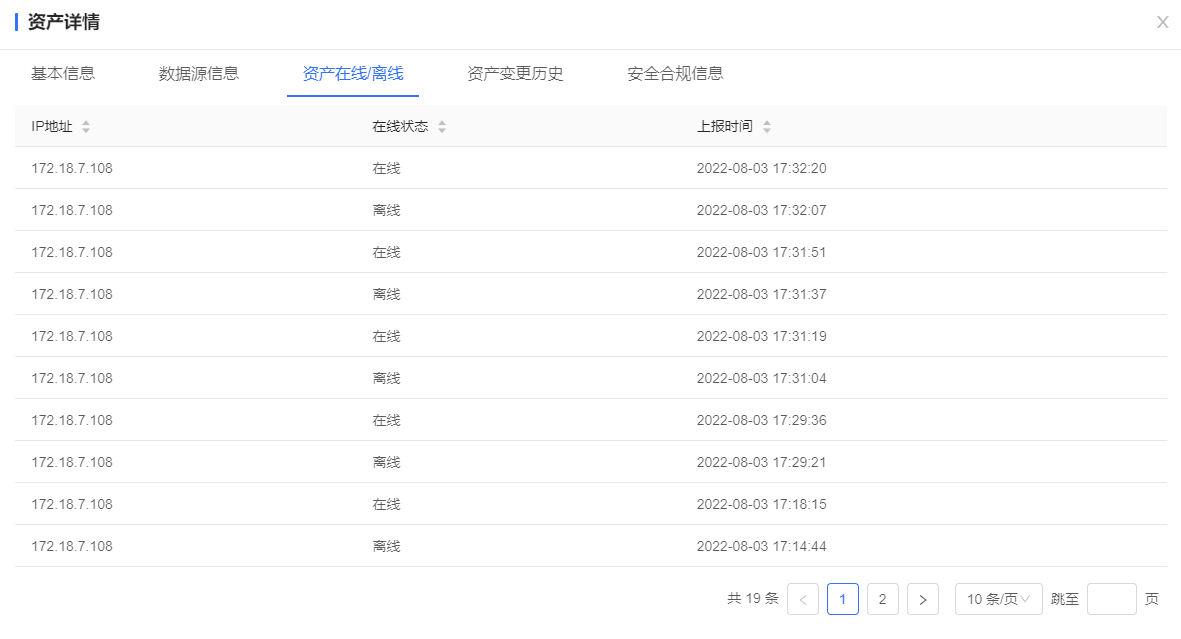 资产详情
基本信息 数据源信息 资产在线/离线 资产变更历史 安全合规信息
IP地址 在线状态 上报时间
172.18.7.108 在线 2022-08-03 17:32:20
172.18.7.108 离线 2022-08-03 17:32:07
172.18.7.108 在线 2022-08-03 17:31:51
172.18.7.108 离线 2022-08-03 17:31:37
172.18.7.108 在线 2022-08-03 17:31:19
172.18.7.108 离线 2022-08-03 17:31:04
172.18.7.108 在线 2022-08-03 17:29:36
172.18.7.108 离线 2022-08-03 17:29:21
172.18.7.108 在线 2022-08-03 17:18:15
172.18.7.108 离线 2022-08-03 17:14:44
共 19 条 < 1 2 > 10 条/页 跳至 页